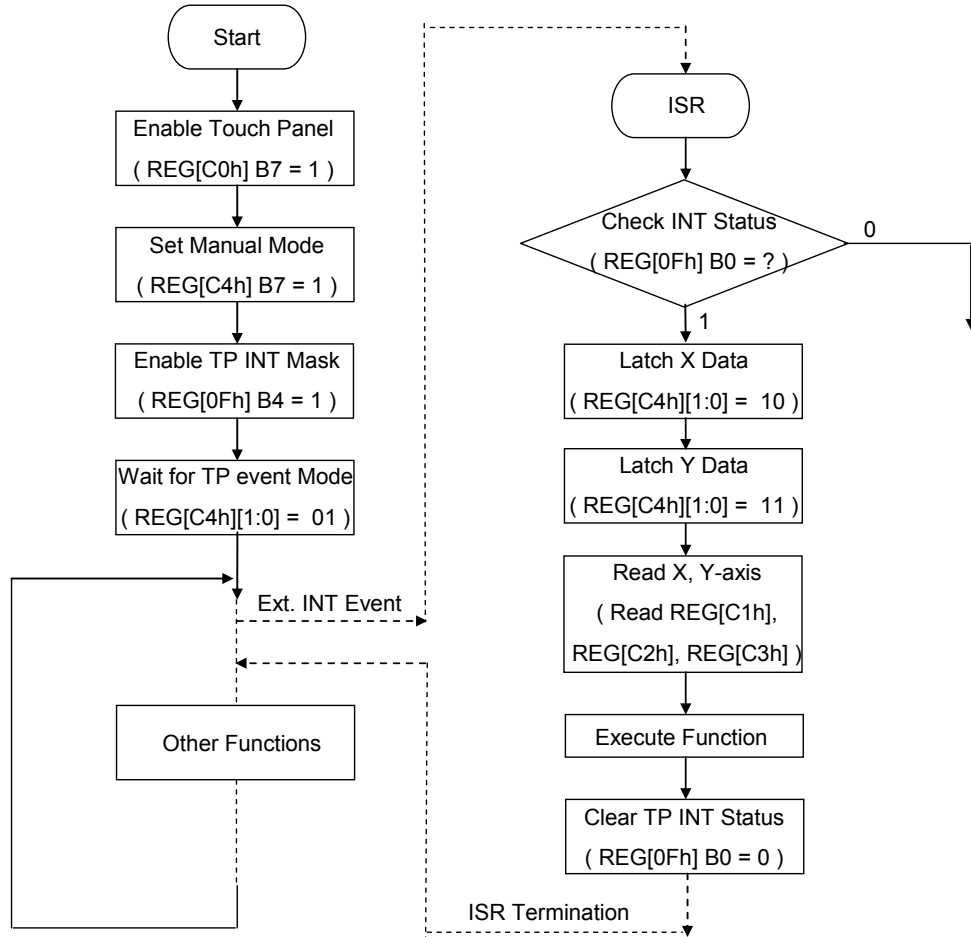 Start
Enable Touch Panel
( REG[C0h] B7 = 1 )
Set Manual Mode
( REG[C4h] B7 = 1 )
Enable TP INT Mask
( REG[0Fh] B4 = 1 )
Wait for TP event Mode
( REG[C4h][1:0] = 01 )
Ext. INT Event
Other Functions
ISR
Check INT Status
( REG[0Fh] B0 = ? )
0
1
Latch X Data
( REG[C4h][1:0] = 10 )
Latch Y Data
( REG[C4h][1:0] = 11 )
Read X, Y-axis
( Read REG[C1h],
REG[C2h], REG[C3h] )
Execute Function
Clear TP INT Status
( REG[0Fh] B0 = 0 )
ISR Termination